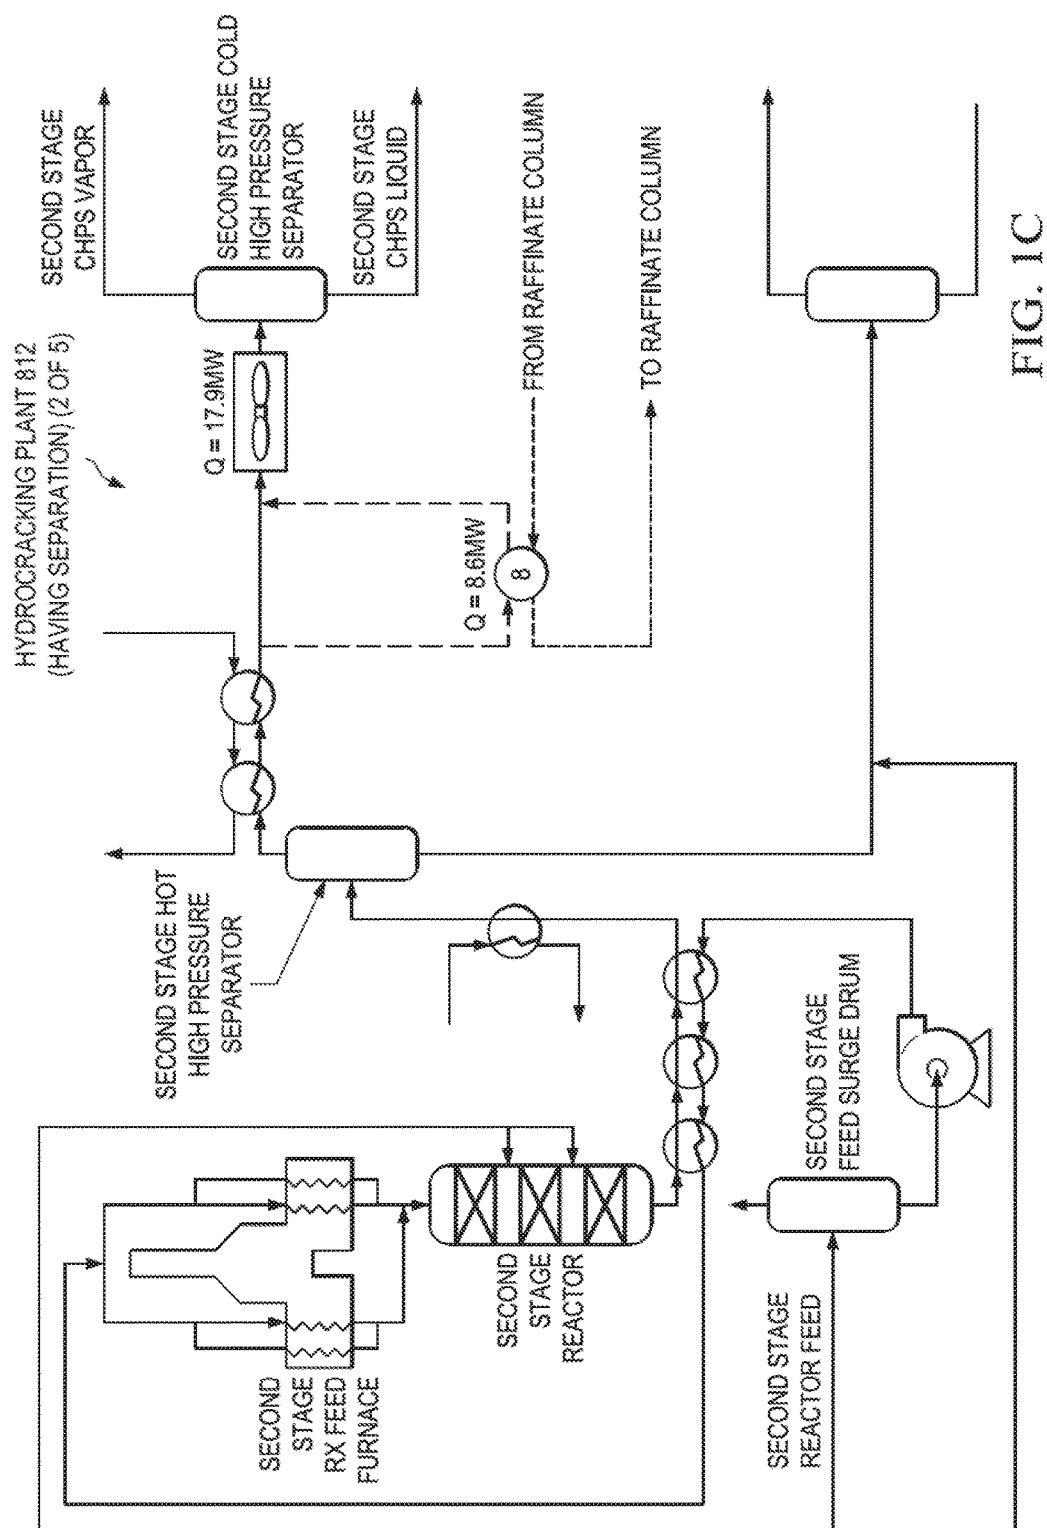 HYDROCRACKING PLANT 812
(HAVING SEPARATION) (2 OF 5)
SECOND
STAGE
RX FEED
FURNACE
SECOND
STAGE
REACTOR
SECOND STAGE
REACTOR FEED
SECOND STAGE
FEED SURGE DRUM
SECOND STAGE HOT
HIGH PRESSURE
SEPARATOR
Q = 8.6MW
8
Q = 17.9MW
SECOND STAGE
CHPS VAPOR
SECOND STAGE COLD
HIGH PRESSURE
SEPARATOR
SECOND STAGE
CHPS LIQUID
FROM RAFFINATE COLUMN
TO RAFFINATE COLUMN
FIG. 1C